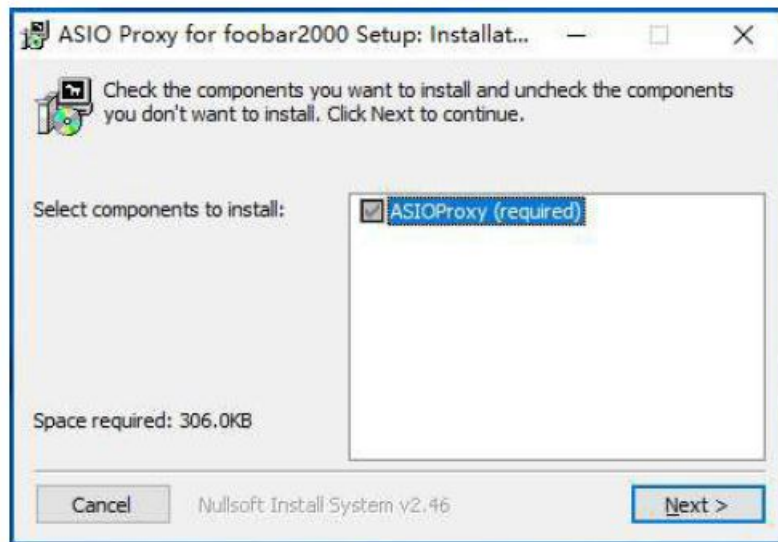 ASIO Proxy for foobar2000 Setup: Installat...
Check the components you want to install and uncheck the components
you don't want to install. Click Next to continue.
Select components to install:
ASIOProxy (required)
Space required: 306.0KB
Cancel
Nullsoft Install System v2.46
Next >